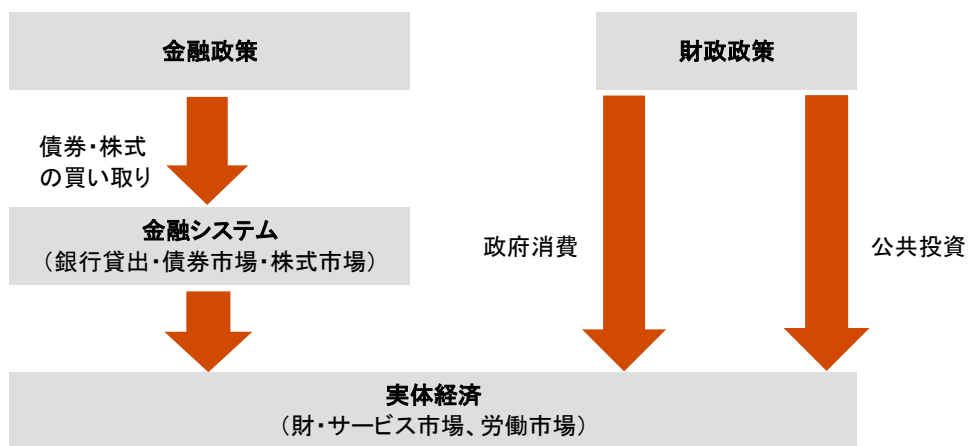 金融政策
財政政策
債券・株式
の買い取り
金融システム
（銀行貸出・債券市場・株式市場）
政府消費
公共投資
実体経済
（財・サービス市場、労働市場）